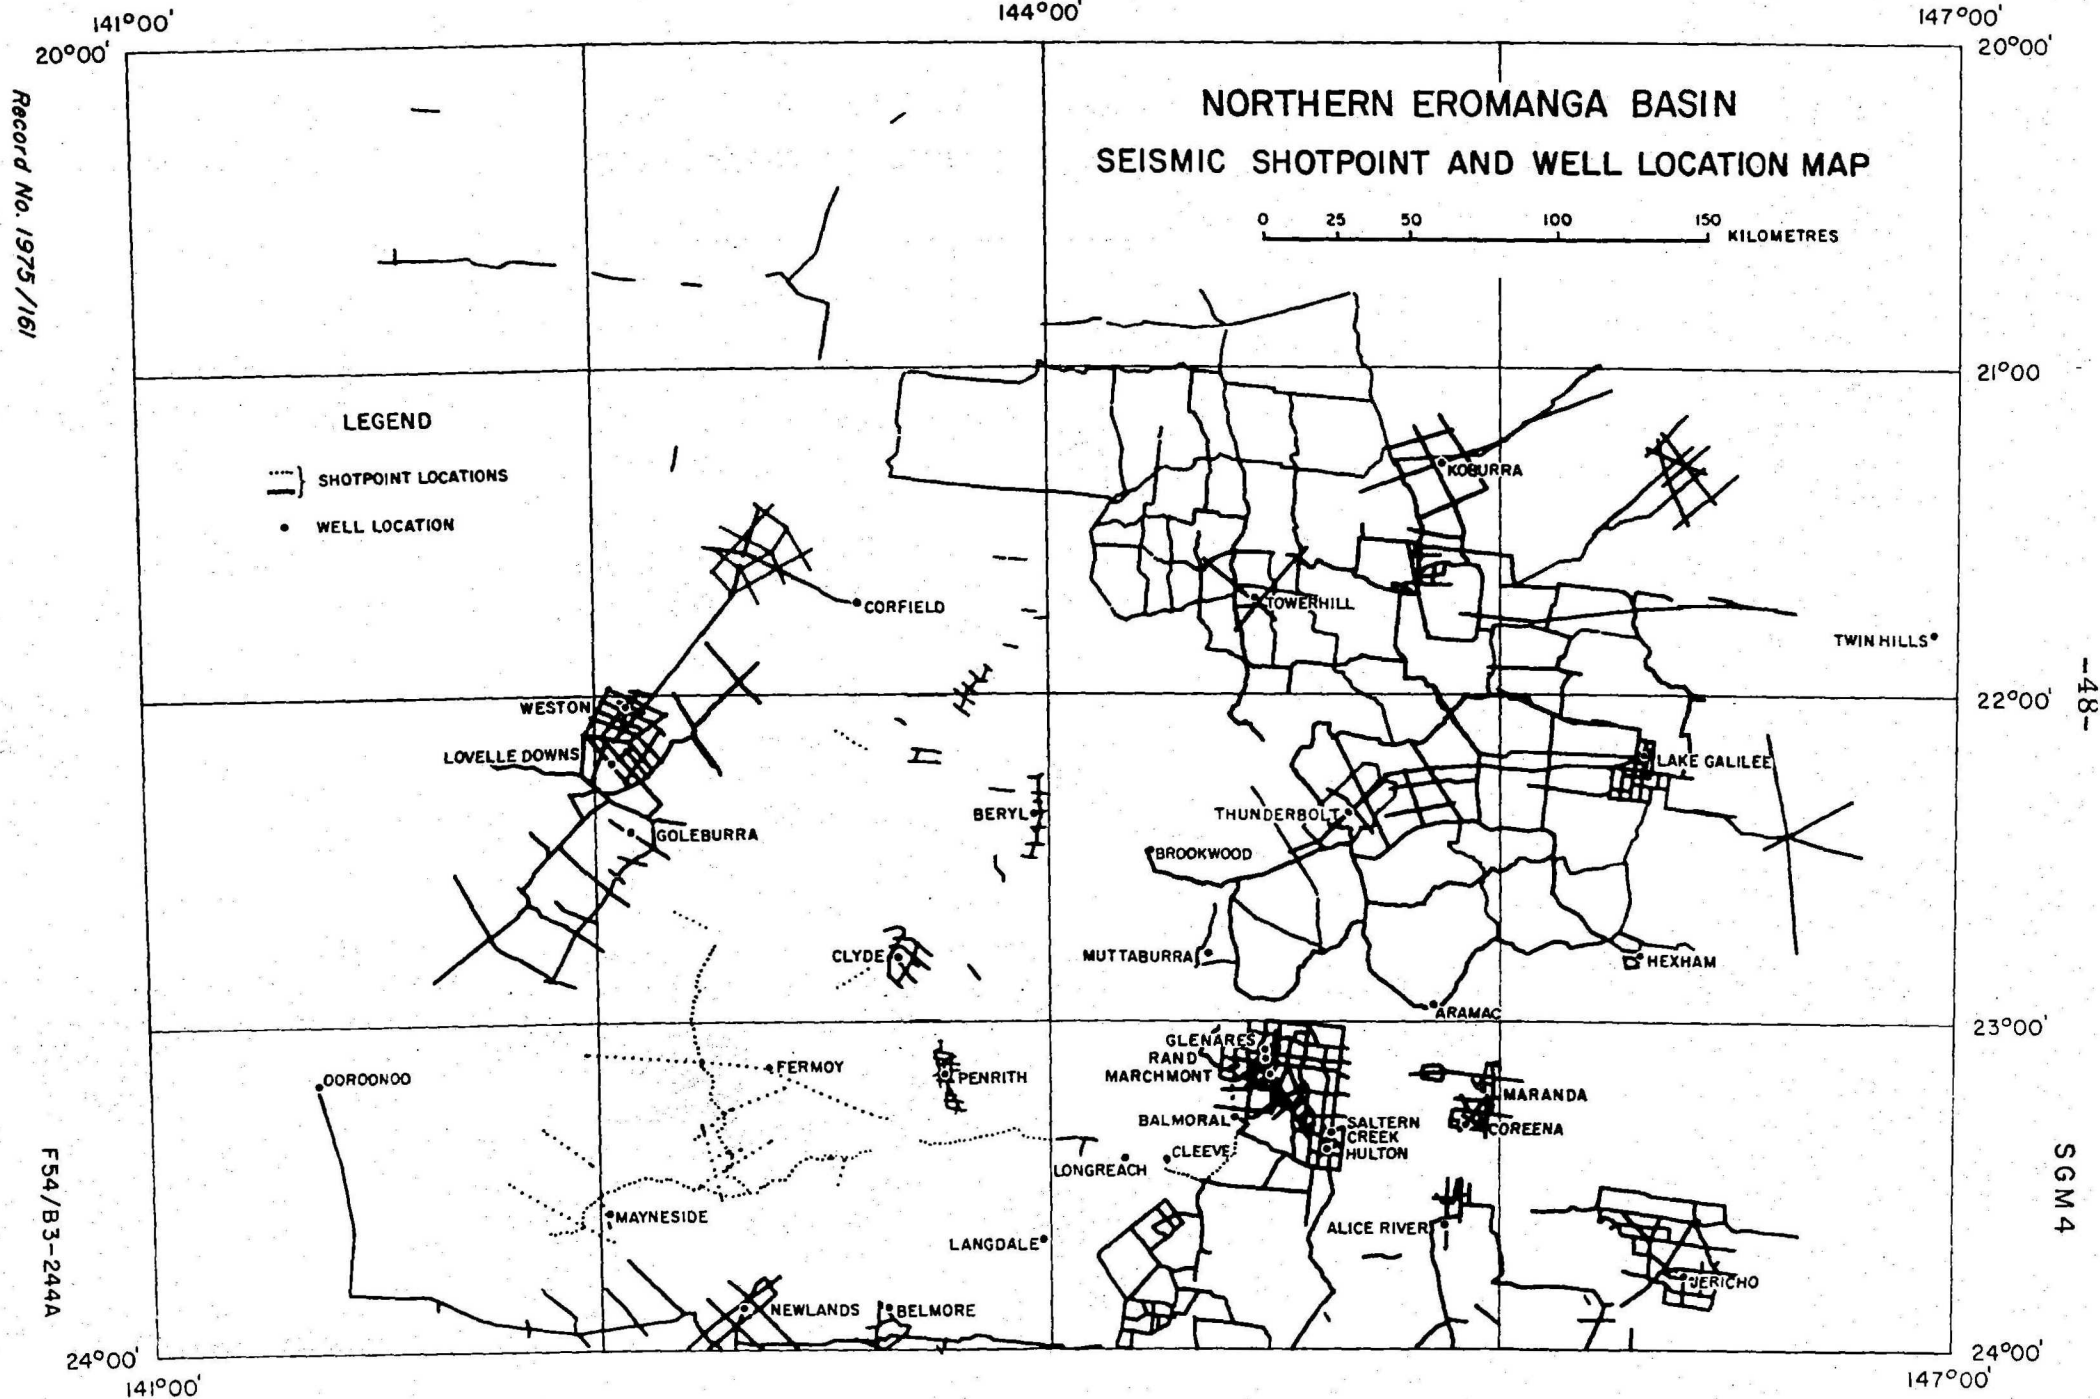 141°00'
144°00'
147°00'
20°00'
20°00'
Record No. 1975/161
NORTHERN EROMANGA BASIN
SEISMIC SHOTPOINT AND WELL LOCATION MAP
0 25 50 100 150 KILOMETRES
21°00
LEGEND
SHOTPOINT LOCATIONS
WELL LOCATION
KOBURRA
CORFIELD
TOWERHILL
TWIN HILLS
-48-
22°00'
WESTON
LOVELLE DOWNS
LAKE GALILEE
BERYL
THUNDERBOLT
GOLEBURRA
BROOKWOOD
CLYDE
MUTTABURRA
HEXHAM
ARAMAC
23°00'
GLENARES
RAND
MARCHMONT
FERMOY
PENRITH
OOROONOO
MARANDA
BALMORAL
SALTERN
CREEK
COREENA
HULTON
CLEEVE
LONGREACH
SGM4
MAYNESIDE
ALICE RIVER
LANGDALE
JERICHO
NEWLANDS
BELMORE
F54/B3-244A
24°00'
24°00'
141°00'
147°00'